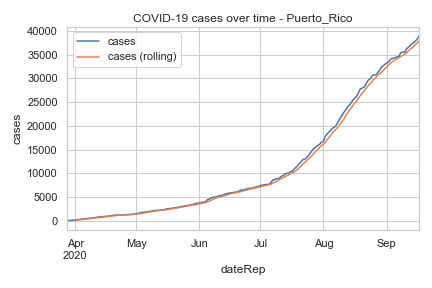 COVID-19 cases over time - Puerto_Rico
cases
cases (rolling)
40000
35000
30000
25000
20000
15000
10000
5000
0
cases
Apr May Jun Jul Aug Sep
2020
dateRep